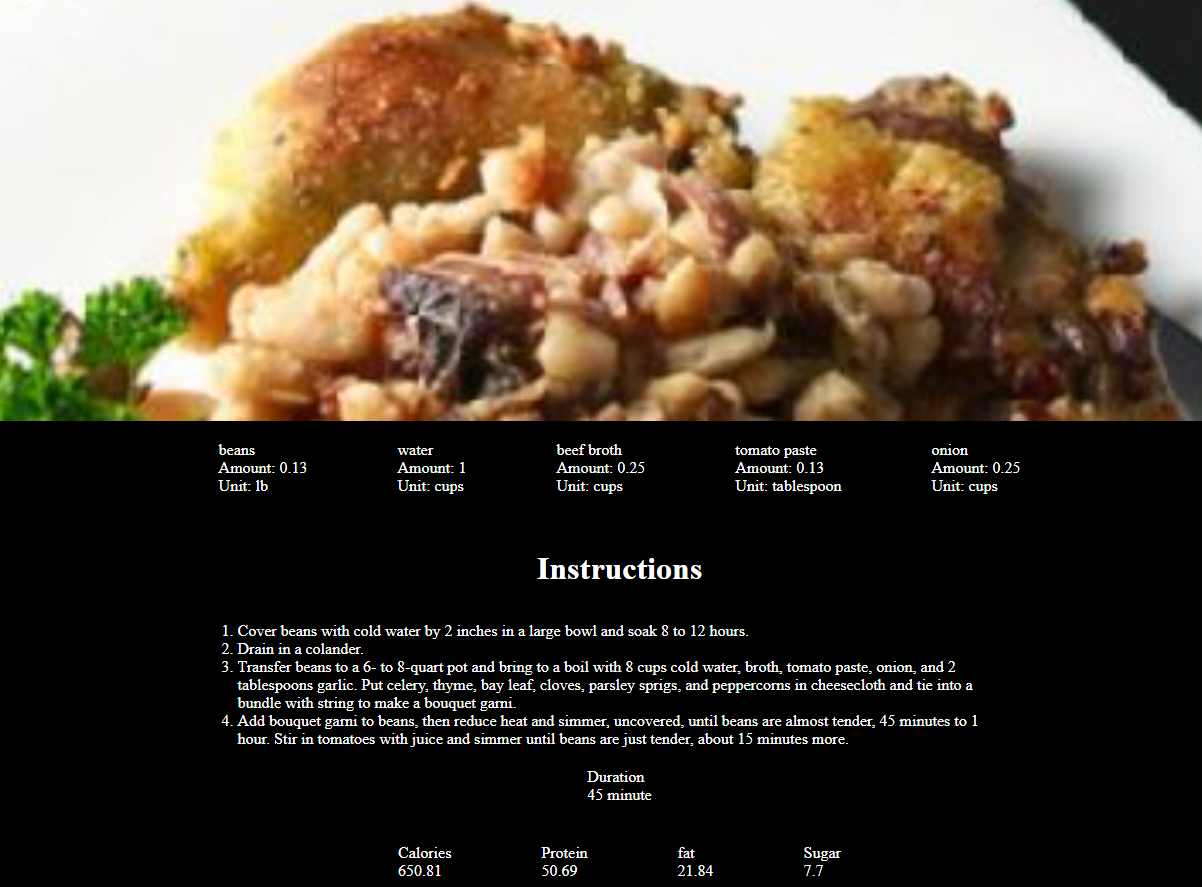 beans
Amount: 0.13
Unit: lb
water
Amount: 1
Unit: cups
beef broth
Amount: 0.25
Unit: cups
tomato paste
Amount: 0.13
Unit: tablespoon
onion
Amount: 0.25
Unit: cups
Instructions
1. Cover beans with cold water by 2 inches in a large bowl and soak 8 to 12 hours.
2. Drain in a colander.
3. Transfer beans to a 6- to 8-quart pot and bring to a boil with 8 cups cold water, broth, tomato paste, onion, and 2
tablespoons garlic. Put celery, thyme, bay leaf, cloves, parsley sprigs, and peppercorns in cheesecloth and tie into a
bundle with string to make a bouquet garni.
4. Add bouquet garni to beans, then reduce heat and simmer, uncovered, until beans are almost tender, 45 minutes to 1
hour. Stir in tomatoes with juice and simmer until beans are just tender, about 15 minutes more.
Duration
45 minute
Calories
650.81
Protein
50.69
fat
21.84
Sugar
7.7